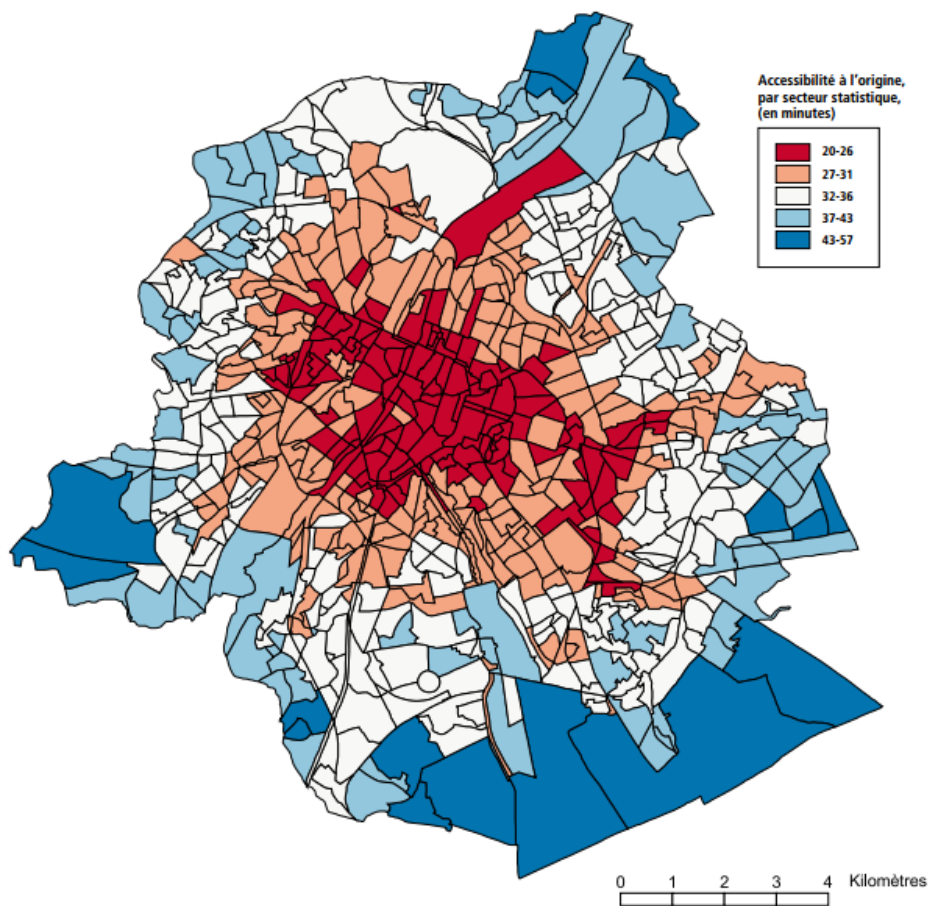 Accessibilité à l'origine,
par secteur statistique,
(en minutes)
20-26
27-31
32-36
37-43
43-57
0 1 2 3 4 Kilomètres